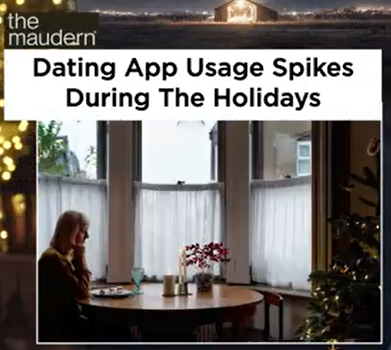 the
maudern
Dating App Usage Spikes
During The Holidays